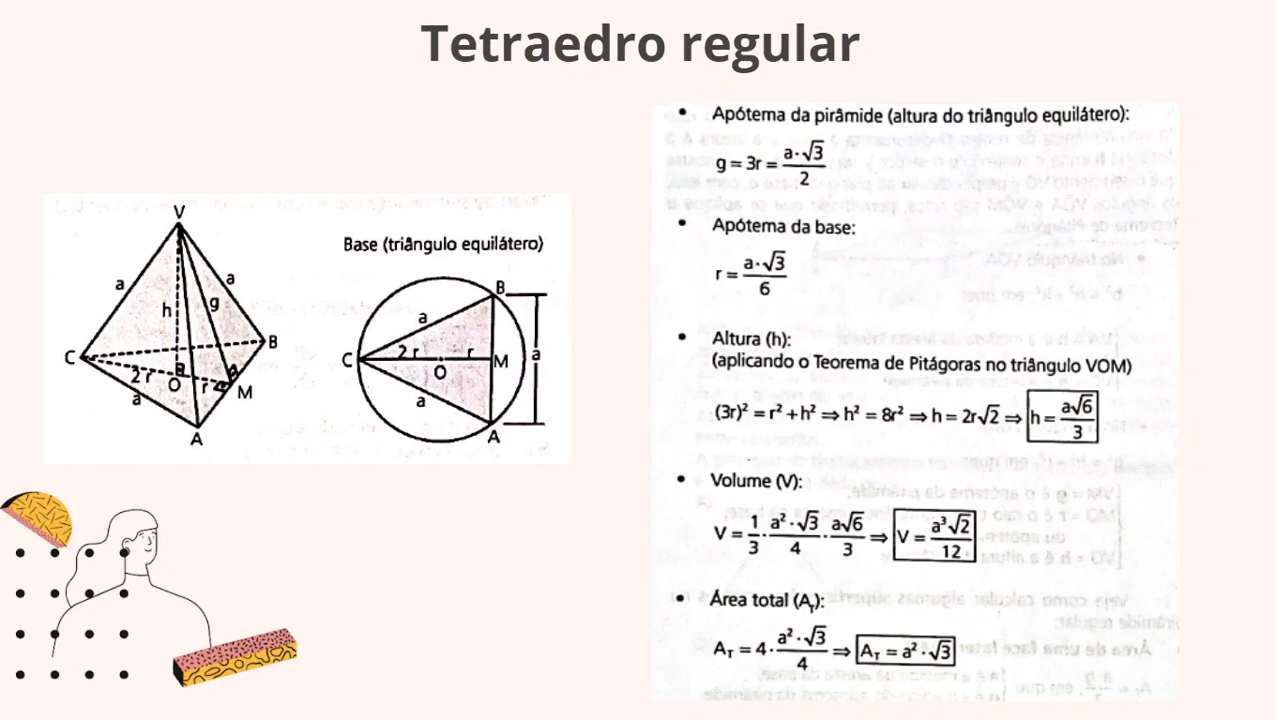 Tetraedro regular
V
a
a
h
g
C
B
2r
O
r
M
a
A
Base (triângulo equilátero)
B
a
C
2r
r
M
a
O
a
A
• Apótema da pirâmide (altura do triângulo equilátero):
g = 3r = a·√3 / 2
• Apótema da base:
r = a·√3 / 6
• Altura (h):
(aplicando o Teorema de Pitágoras no triângulo VOM)
(3r)² = r² + h² ⇒ h² = 8r² ⇒ h = 2r√2 ⇒ h = a√6 / 3
• Volume (V):
V = 1/3 · a²·√3 / 4 · a√6 / 3 ⇒ V = a³√2 / 12
• Área total (A_T):
A_T = 4 · a²·√3 / 4 ⇒ A_T = a²·√3